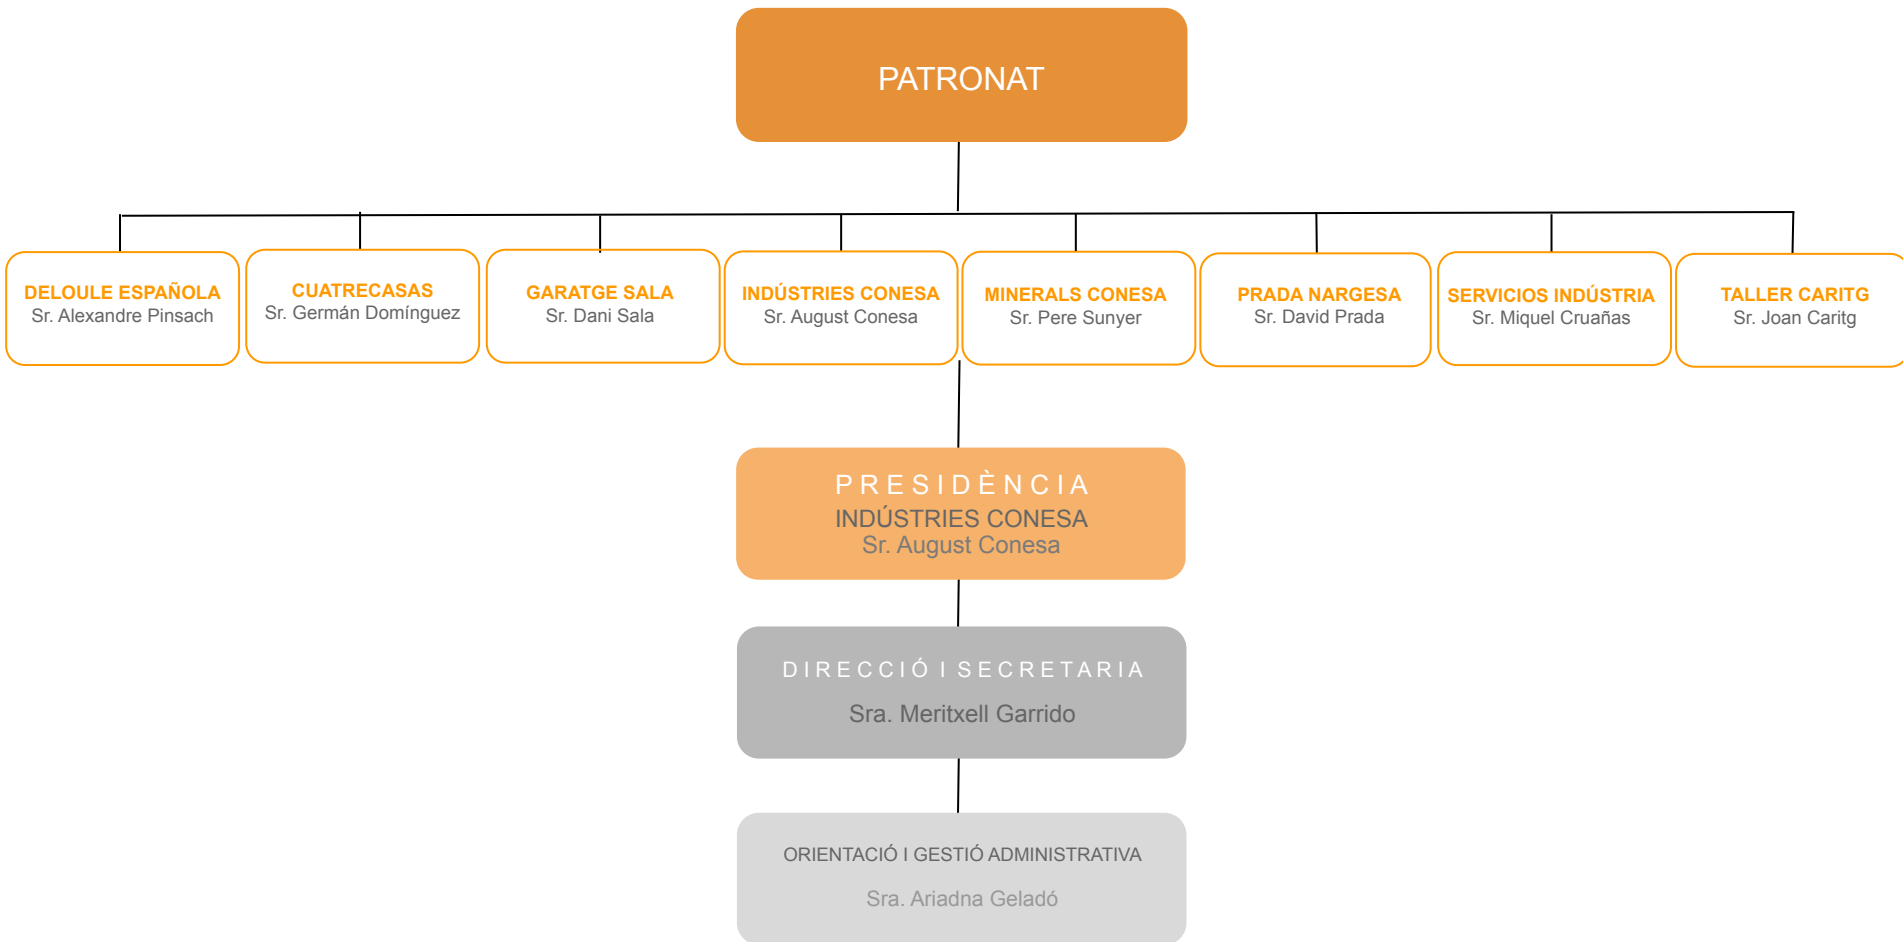 PATRONAT
DELOULE ESPAÑOLA
Sr. Alexandre Pinsach
CUATRECASAS
Sr. Germán Domínguez
GARATGE SALA
Sr. Dani Sala
INDÚSTRIES CONESA
Sr. August Conesa
MINERALS CONESA
Sr. Pere Sunyer
PRADA NARGESA
Sr. David Prada
SERVICIOS INDÚSTRIA
Sr. Miquel Cruañas
TALLER CARITG
Sr. Joan Caritg
PRESIDÈNCIA
INDÚSTRIES CONESA
Sr. August Conesa
DIRECCIÓ I SECRETARIA
Sra. Meritxell Garrido
ORIENTACIÓ I GESTIÓ ADMINISTRATIVA
Sra. Ariadna Geladó